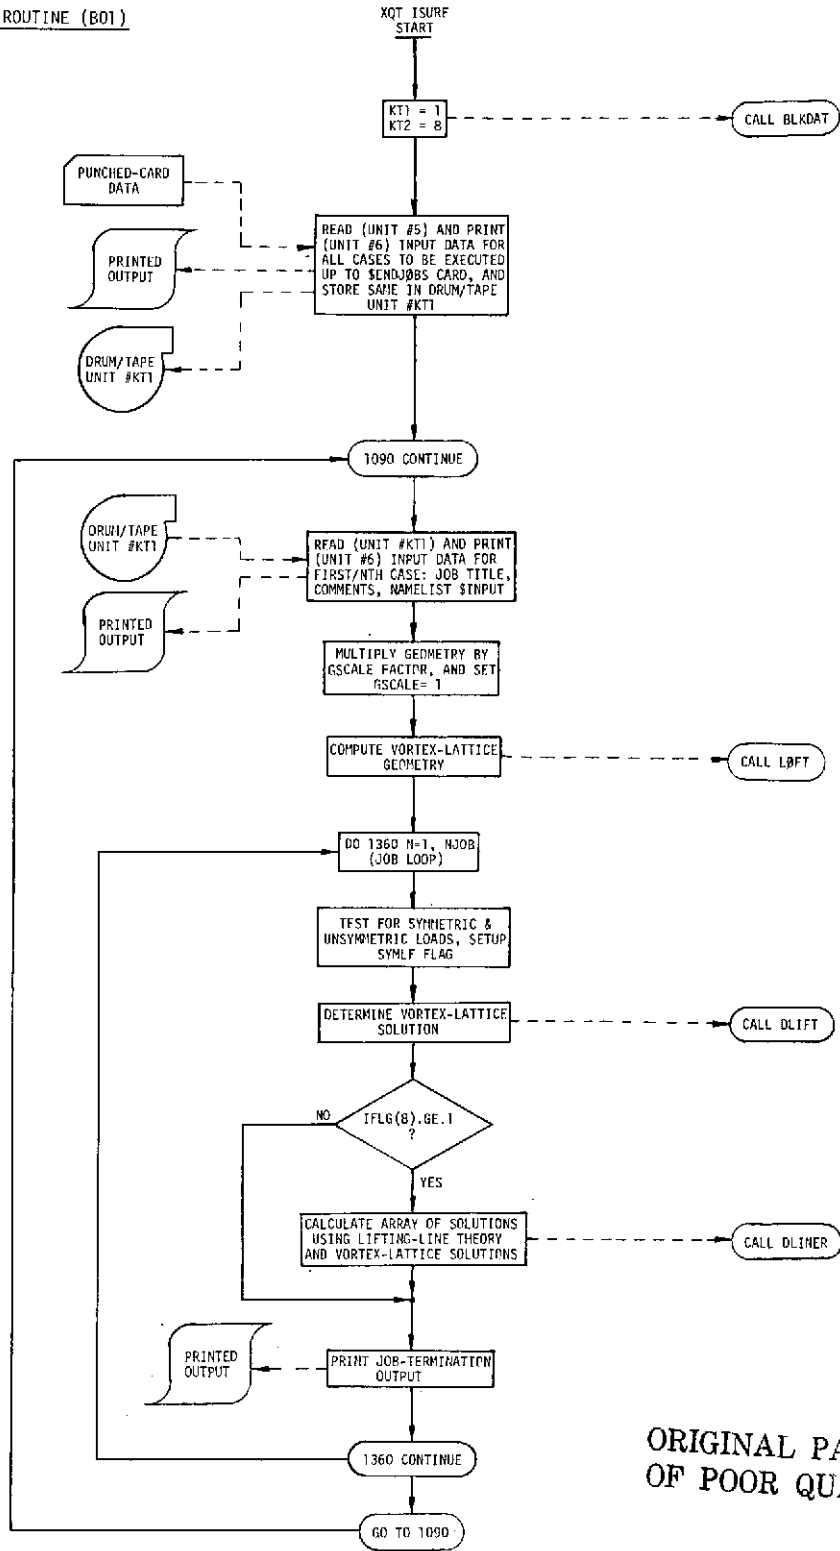 ROUTINE (B01)
XQT ISURF
START
KT1 = 1
KT2 = 8
CALL BLKDAT
PUNCHED-CARD
DATA
READ (UNIT #5) AND PRINT
(UNIT #6) INPUT DATA FOR
ALL CASES TO BE EXECUTED
UP TO $ENDJØBS CARD, AND
STORE SAME IN DRUM/TAPE
UNIT #KT1
PRINTED
OUTPUT
DRUM/TAPE
UNIT #KT1
1090 CONTINUE
DRUM/TAPE
UNIT #KT1
READ (UNIT #KT1) AND PRINT
(UNIT #6) INPUT DATA FOR
FIRST/NTH CASE: JOB TITLE,
COMMENTS, NAMELIST $INPUT
PRINTED
OUTPUT
MULTIPLY GEOMETRY BY
GSCALE FACTOR, AND SET
GSCALE= 1
COMPUTE VORTEX-LATTICE
GEOMETRY
CALL LØFT
DO 1360 N=1, NJOB
(JOB LOOP)
TEST FOR SYMMETRIC &
UNSYMMETRIC LOADS, SETUP
SYMLF FLAG
DETERMINE VORTEX-LATTICE
SOLUTION
CALL DLIFT
NO
IFLG(8).GE.1
?
YES
CALCULATE ARRAY OF SOLUTIONS
USING LIFTING-LINE THEORY
AND VORTEX-LATTICE SOLUTIONS
CALL DLINER
PRINTED
OUTPUT
PRINT JOB-TERMINATION
OUTPUT
1360 CONTINUE
GO TO 1090
ORIGINAL PA
OF POOR QUA